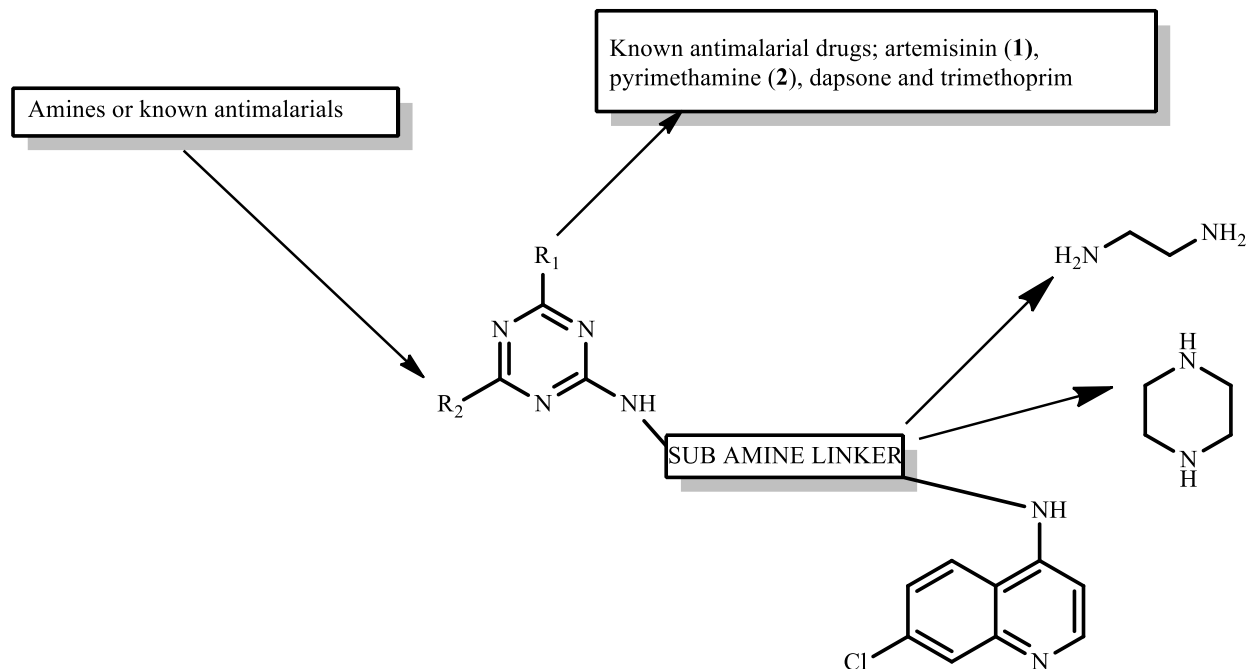 Known antimalarial drugs; artemisinin (1),
pyrimethamine (2), dapsone and trimethoprim
Amines or known antimalarials
R1
H2N
NH2
N
N
N
R2
NH
H
N
N
H
SUB AMINE LINKER
NH
Cl
N